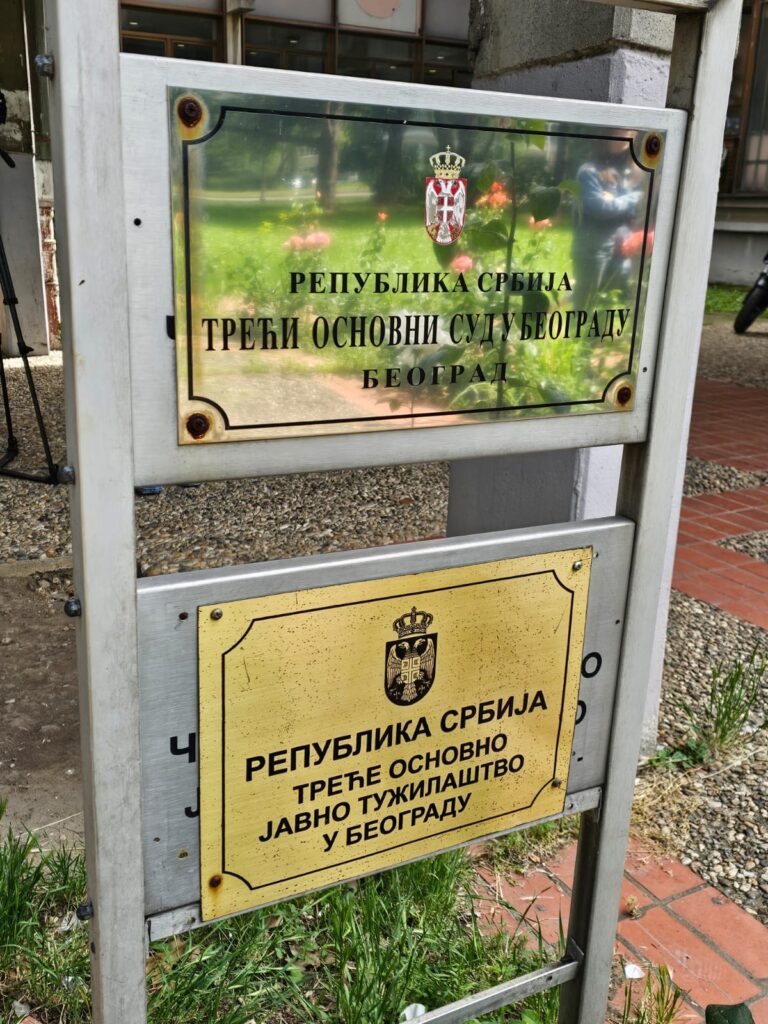 РЕПУБЛИКА СРБИЈА
ТРЕЋИ ОСНОВНИ СУД У БЕОГРАДУ
БЕОГРАД
РЕПУБЛИКА СРБИЈА
ТРЕЋЕ ОСНОВНО
ЈАВНО ТУЖИЛАШТВО
У БЕОГРАДУ